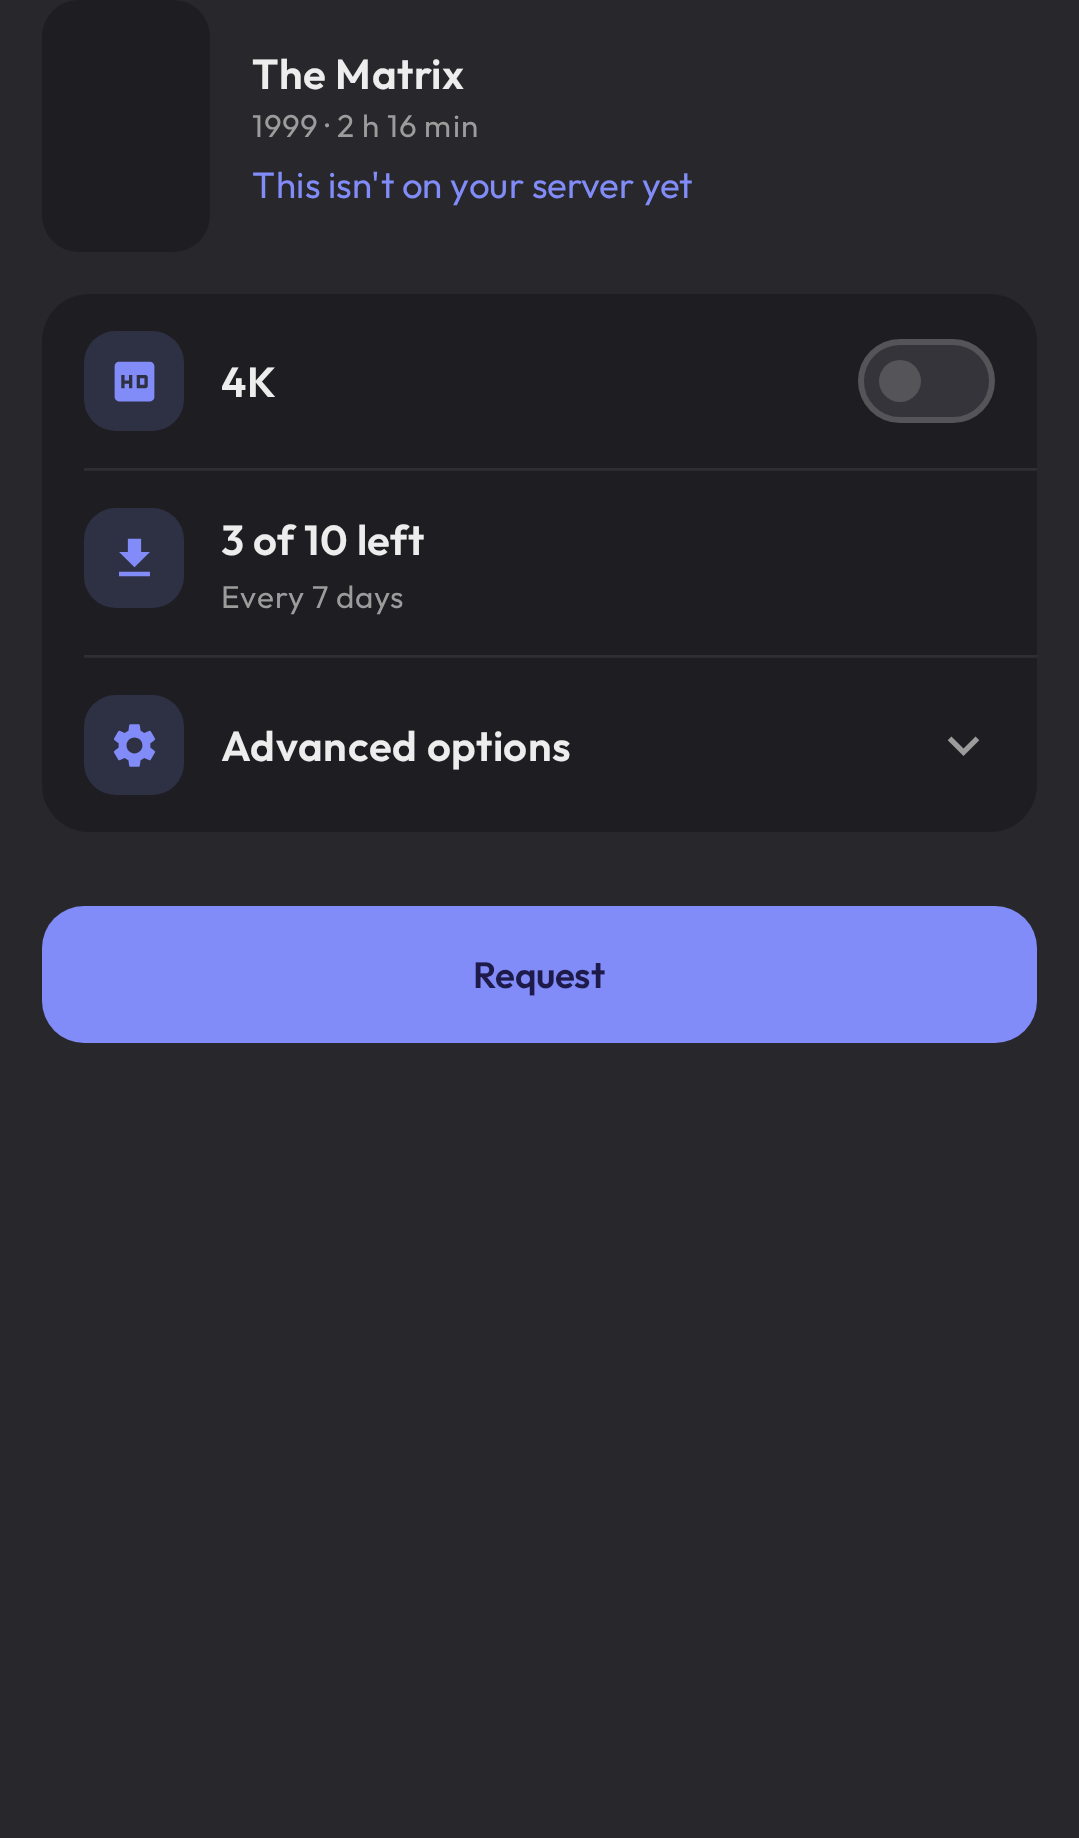 The Matrix
1999 · 2 h 16 min
This isn't on your server yet
HD
4K
3 of 10 left
Every 7 days
Advanced options
Request